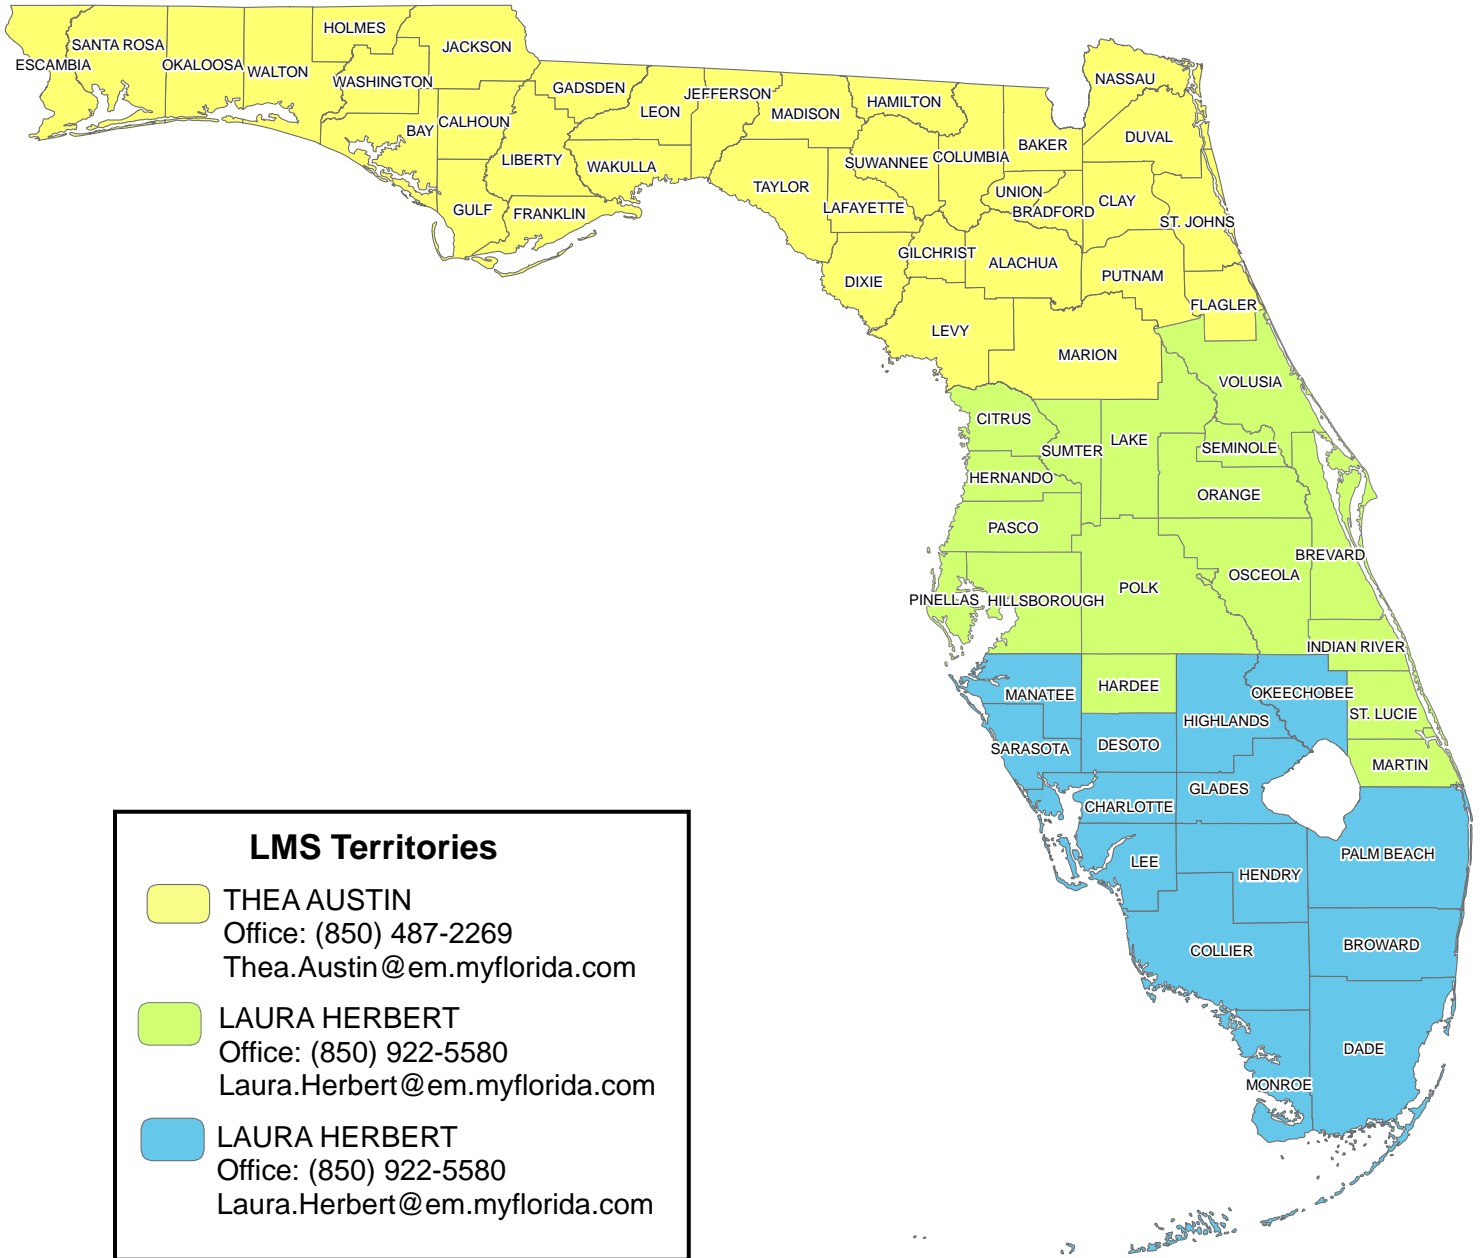 HOLMES
JACKSON
SANTA ROSA
ESCAMBIA
OKALOOSA
WALTON
WASHINGTON
GADSDEN
JEFFERSON
LEON
MADISON
HAMILTON
NASSAU
BAY
CALHOUN
LIBERTY
WAKULLA
SUWANNEE
COLUMBIA
BAKER
DUVAL
TAYLOR
LAFAYETTE
UNION
BRADFORD
CLAY
ST. JOHNS
GULF
FRANKLIN
GILCHRIST
ALACHUA
PUTNAM
DIXIE
FLAGLER
LEVY
MARION
VOLUSIA
CITRUS
SUMTER
LAKE
SEMINOLE
HERNANDO
ORANGE
PASCO
BREVARD
OSCEOLA
POLK
PINELLAS
HILLSBOROUGH
INDIAN RIVER
MANATEE
HARDEE
OKEECHOBEE
HIGHLANDS
ST. LUCIE
SARASOTA
DESOTO
MARTIN
GLADES
CHARLOTTE
LEE
HENDRY
PALM BEACH
COLLIER
BROWARD
DADE
MONROE
LMS Territories
THEA AUSTIN
Office: (850) 487-2269
Thea.Austin@em.myflorida.com
LAURA HERBERT
Office: (850) 922-5580
Laura.Herbert@em.myflorida.com
LAURA HERBERT
Office: (850) 922-5580
Laura.Herbert@em.myflorida.com